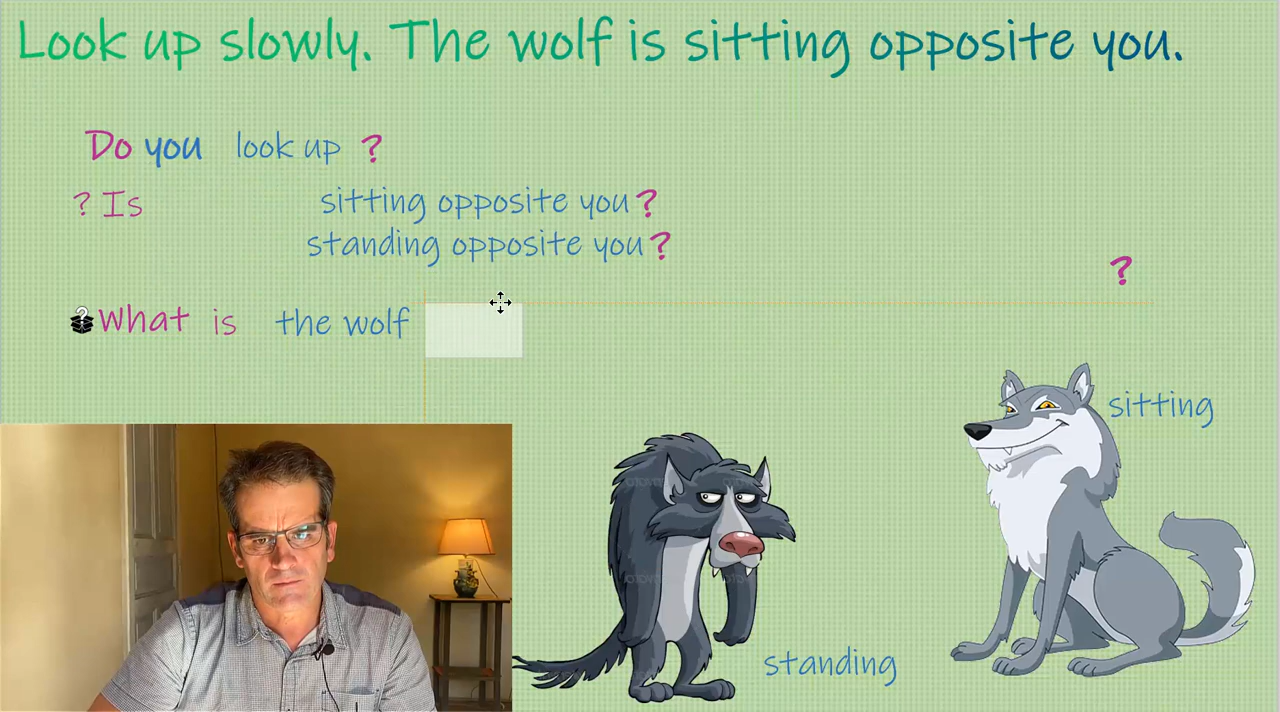 Look up slowly. The wolf is sitting opposite you.
Do you look up ?
? Is sitting opposite you ?
standing opposite you ?
?
What is the wolf
sitting
standing